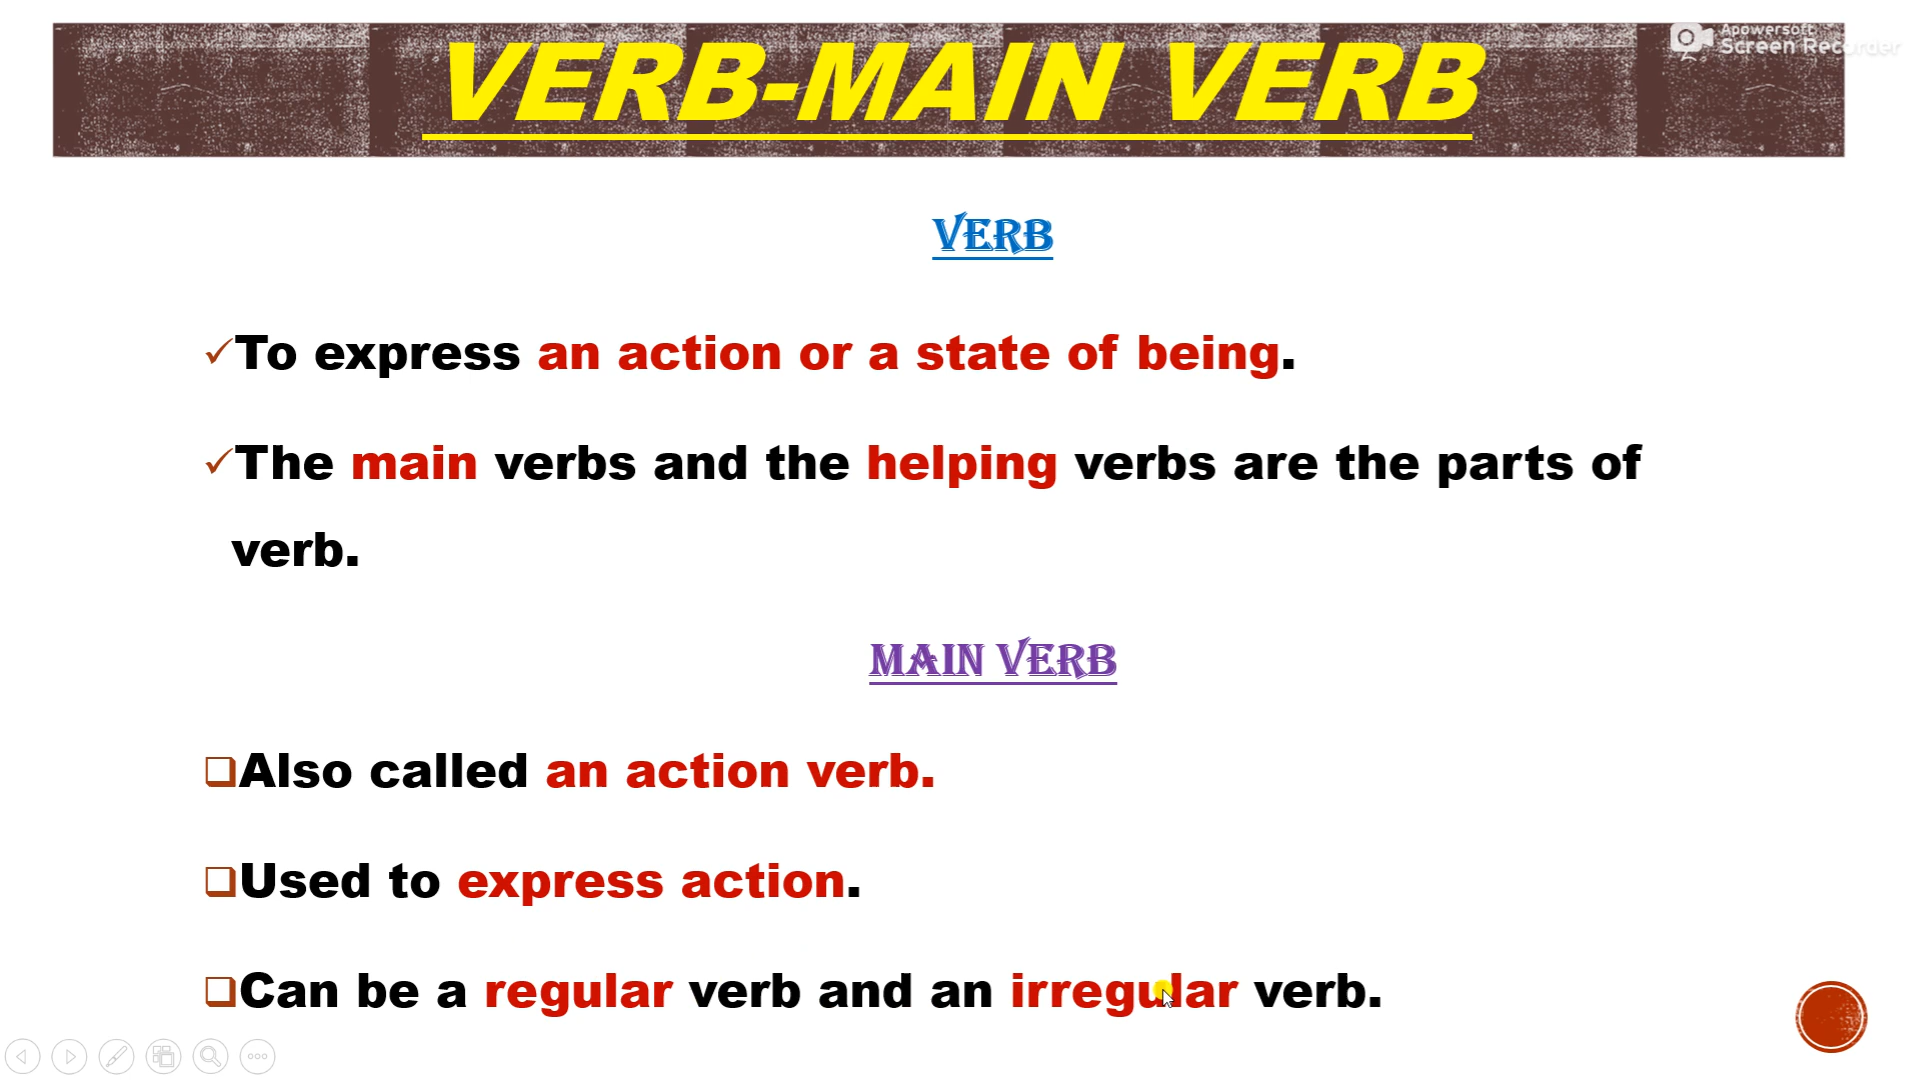 VERB-MAIN VERB
Apowersoft
Screen Recorder
VERB
To express an action or a state of being.
The main verbs and the helping verbs are the parts of
verb.
MAIN VERB
Also called an action verb.
Used to express action.
Can be a regular verb and an irregular verb.